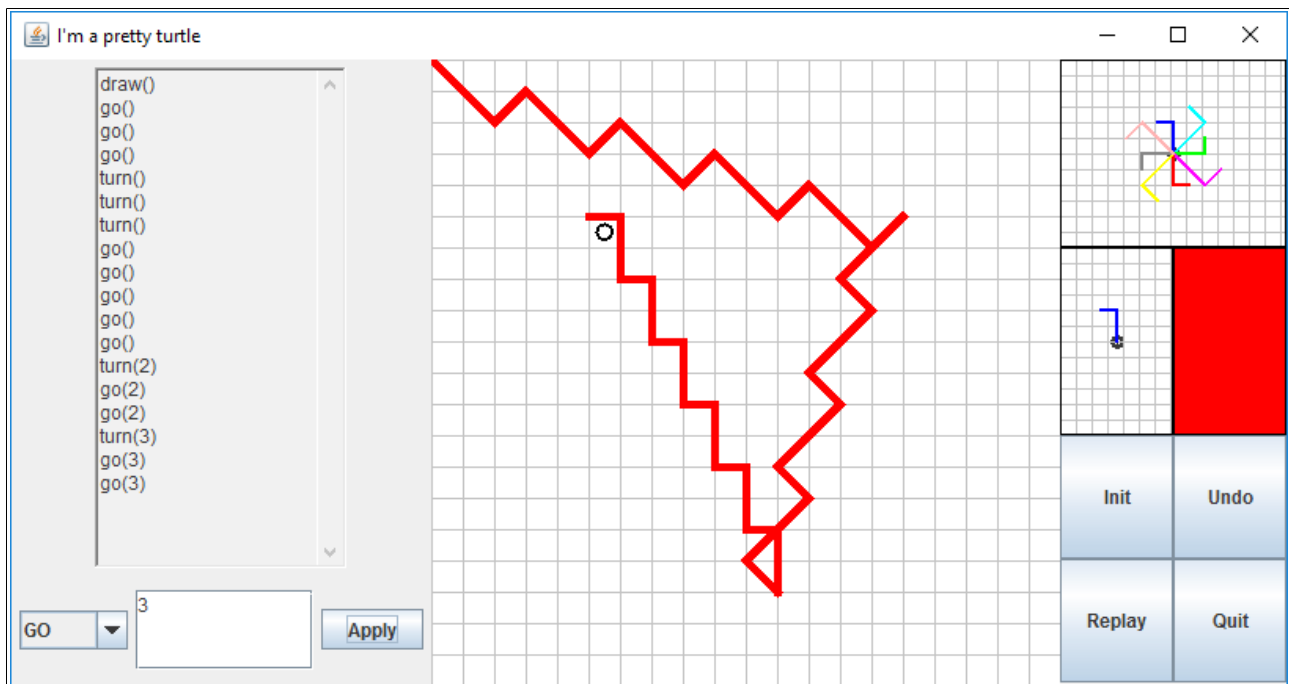 I'm a pretty turtle
draw()
go()
go()
go()
turn()
turn()
turn()
go()
go()
go()
go()
go()
turn(2)
go(2)
go(2)
turn(3)
go(3)
go(3)
GO
3
Apply
Init
Undo
Replay
Quit